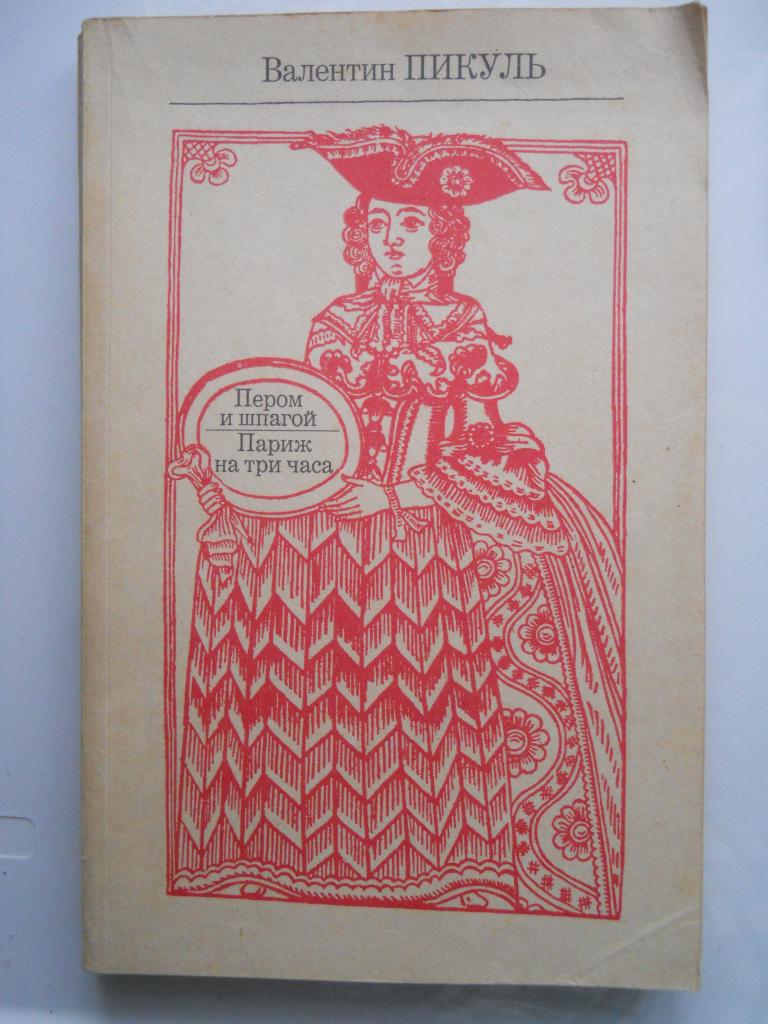 Валентин ПИКУЛЬ
Пером
и шпагой
Париж
на три часа